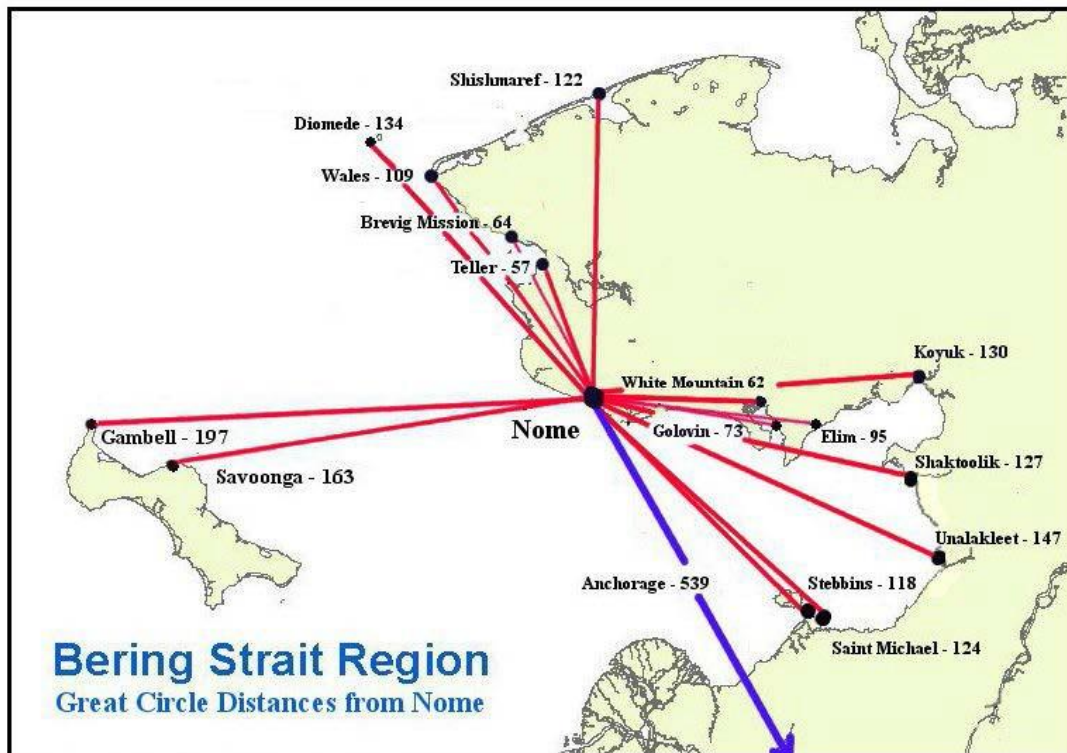 Shishmaref - 122
Diomede - 134
Wales - 109
Brevig Mission - 64
Teller - 57
Koyuk - 130
White Mountain 62
Nome
Golovin - 73
Elim - 95
Gambell - 197
Savoonga - 163
Shaktoolik - 127
Unalakleet - 147
Anchorage - 539
Stebbins - 118
Saint Michael - 124
Bering Strait Region
Great Circle Distances from Nome